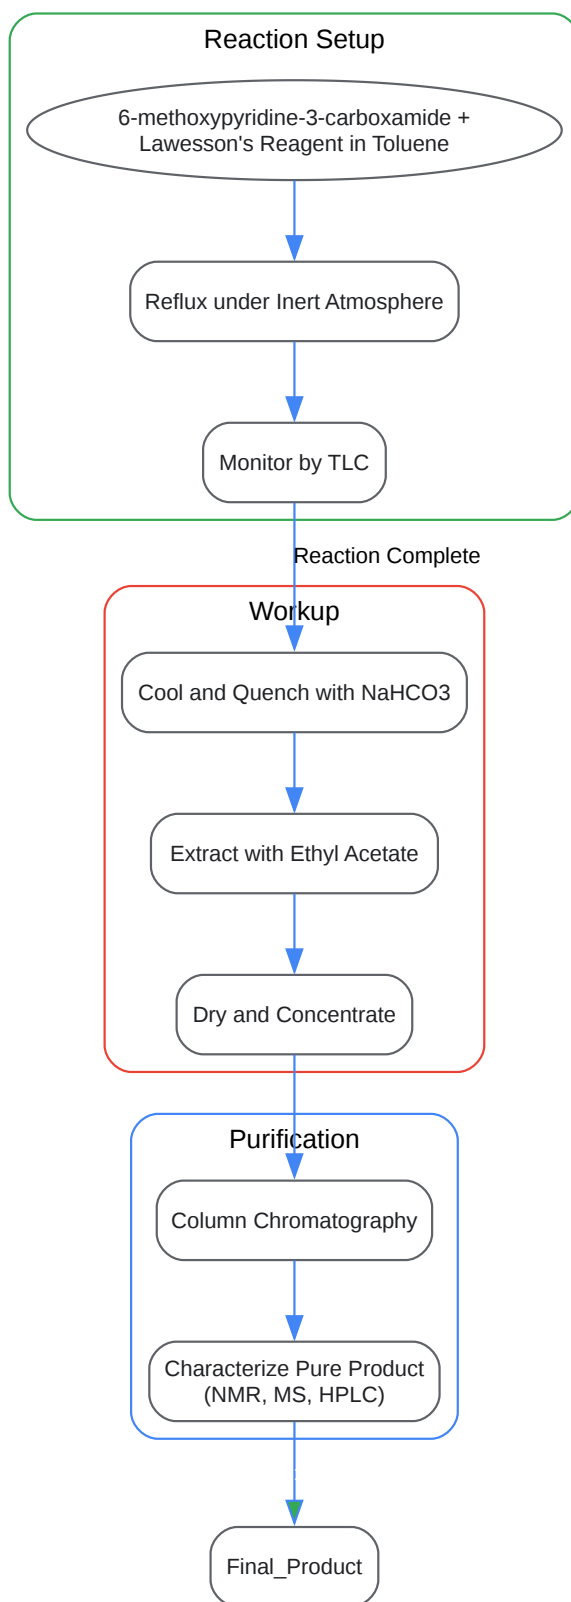 Reaction Setup
6-methoxypyridine-3-carboxamide +
Lawesson's Reagent in Toluene
Reflux under Inert Atmosphere
Monitor by TLC
Reaction Complete
Workup
Cool and Quench with NaHCO3
Extract with Ethyl Acetate
Dry and Concentrate
Purification
Column Chromatography
Characterize Pure Product
(NMR, MS, HPLC)
Final_Product